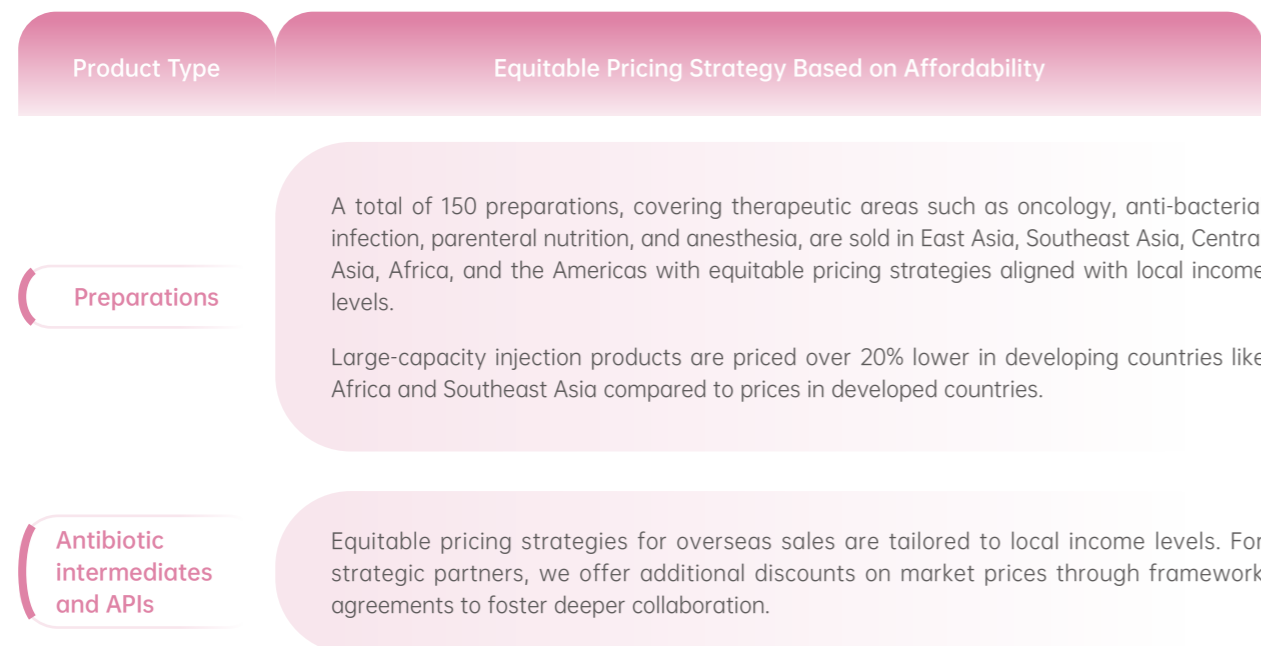 Product Type
Equitable Pricing Strategy Based on Affordability
A total of 150 preparations, covering therapeutic areas such as oncology, anti-bacteria
infection, parenteral nutrition, and anesthesia, are sold in East Asia, Southeast Asia, Centra
Asia, Africa, and the Americas with equitable pricing strategies aligned with local income
levels.
Preparations
Large-capacity injection products are priced over 20% lower in developing countries like
Africa and Southeast Asia compared to prices in developed countries.
Antibiotic
intermediates
and APIs
Equitable pricing strategies for overseas sales are tailored to local income levels. For
strategic partners, we offer additional discounts on market prices through framework
agreements to foster deeper collaboration.